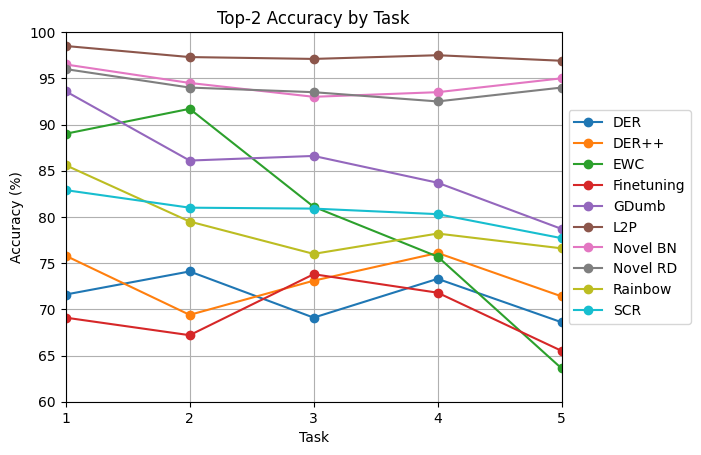 Top-2 Accuracy by Task
100
95
90
85
80
75
70
65
60
Accuracy (%)
1 2 3 4 5
Task
DER
DER++
EWC
Finetuning
GDumb
L2P
Novel BN
Novel RD
Rainbow
SCR